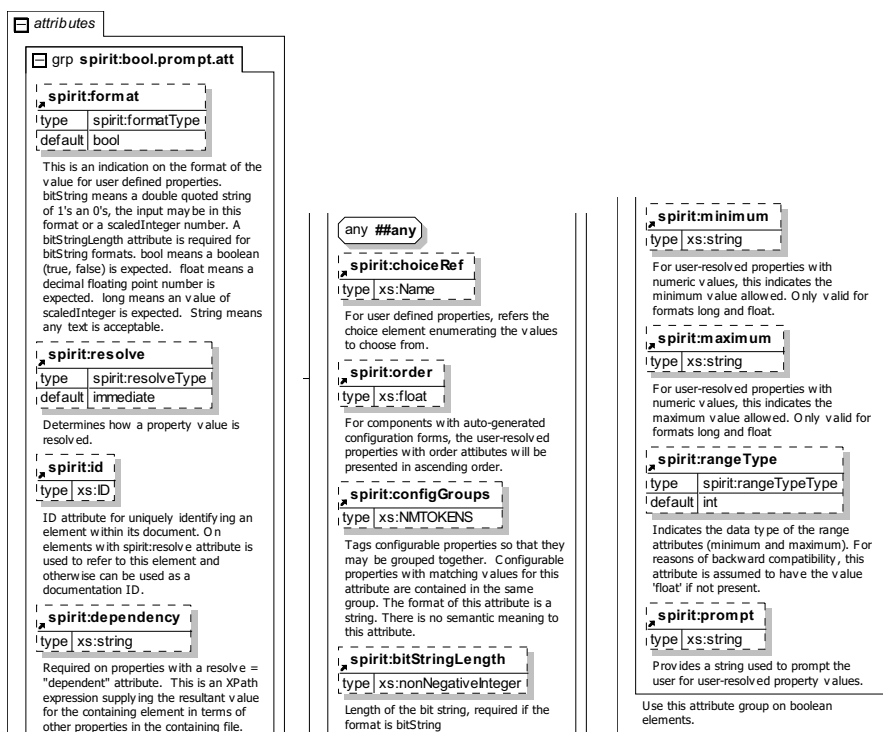 attributes
grp spirit:bool.prompt.att
spirit:format
type spirit:formatType
default bool
This is an indication on the format of the
value for user defined properties.
bitString means a double quoted string
of 1's an 0's, the input may be in this
format or a scaledInteger number. A
bitStringLength attribute is required for
bitString formats. bool means a boolean
(true, false) is expected. float means a
decimal floating point number is
expected. long means an value of
scaledInteger is expected. String means
any text is acceptable.
spirit:resolve
type spirit:resolveType
default immediate
Determines how a property value is
resolved.
spirit:id
type xs:ID
ID attribute for uniquely identifying an
element within its document. On
elements with spirit:resolve attribute is
used to refer to this element and
otherwise can be used as a
documentation ID.
spirit:dependency
type xs:string
Required on properties with a resolve =
"dependent" attribute. This is an XPath
expression supplying the resultant value
for the containing element in terms of
other properties in the containing file.
any ##any
spirit:choiceRef
type xs:Name
For user defined properties, refers the
choice element enumerating the values
to choose from.
spirit:order
type xs:float
For components with auto-generated
configuration forms, the user-resolved
properties with order attibutes will be
presented in ascending order.
spirit:configGroups
type xs:NMTOKENS
Tags configurable properties so that they
may be grouped together. Configurable
properties with matching values for this
attribute are contained in the same
group. The format of this attribute is a
string. There is no semantic meaning to
this attribute.
spirit:bitStringLength
type xs:nonNegativeInteger
Length of the bit string, required if the
format is bitString
spirit:minimum
type xs:string
For user-resolved properties with
numeric values, this indicates the
minimum value allowed. Only valid for
formats long and float.
spirit:maximum
type xs:string
For user-resolved properties with
numeric values, this indicates the
maximum value allowed. Only valid for
formats long and float
spirit:rangeType
type spirit:rangeTypeType
default int
Indicates the data type of the range
attributes (minimum and maximum). For
reasons of backward compatibility, this
attribute is assumed to have the value
'float' if not present.
spirit:prompt
type xs:string
Provides a string used to prompt the
user for user-resolved property values.
Use this attribute group on boolean
elements.